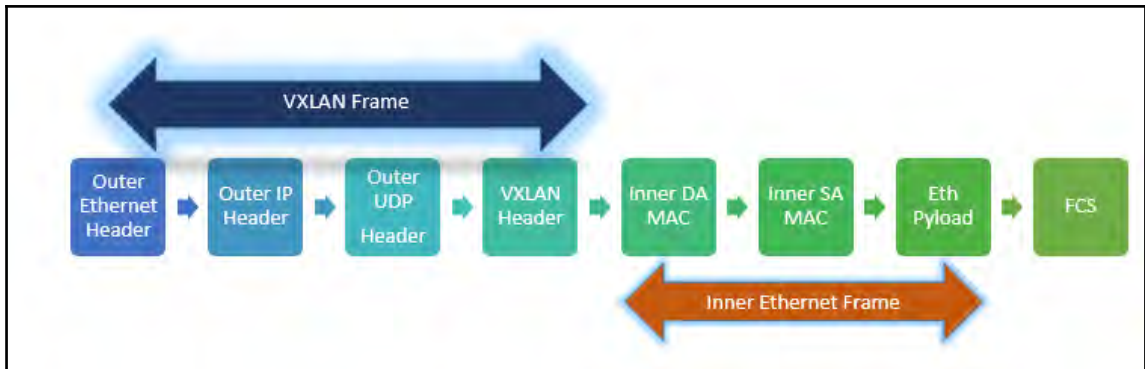 VXLAN Frame
Outer
Ethernet
Header
Outer IP
Header
Outer
UDP
Header
VXLAN
Header
Inner DA
MAC
Inner SA
MAC
Eth
Pyload
FCS
Inner Ethernet Frame